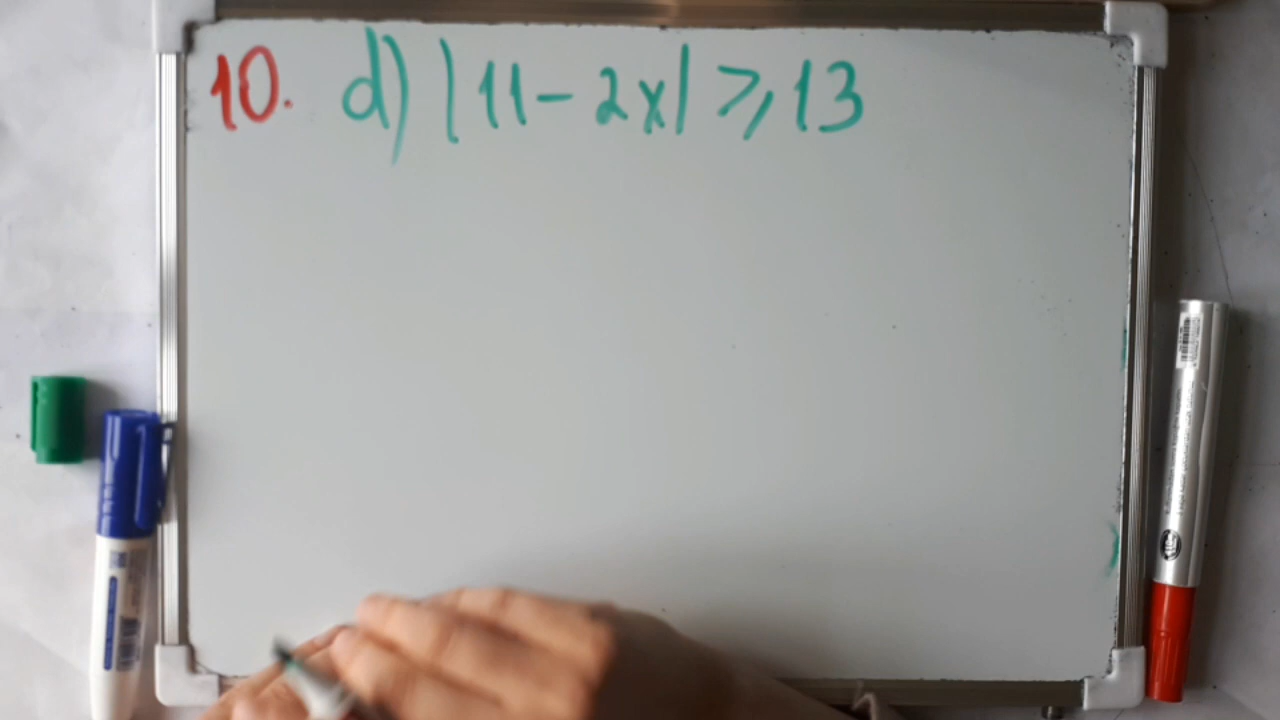 10. d) |11-2x| ⩾ 13